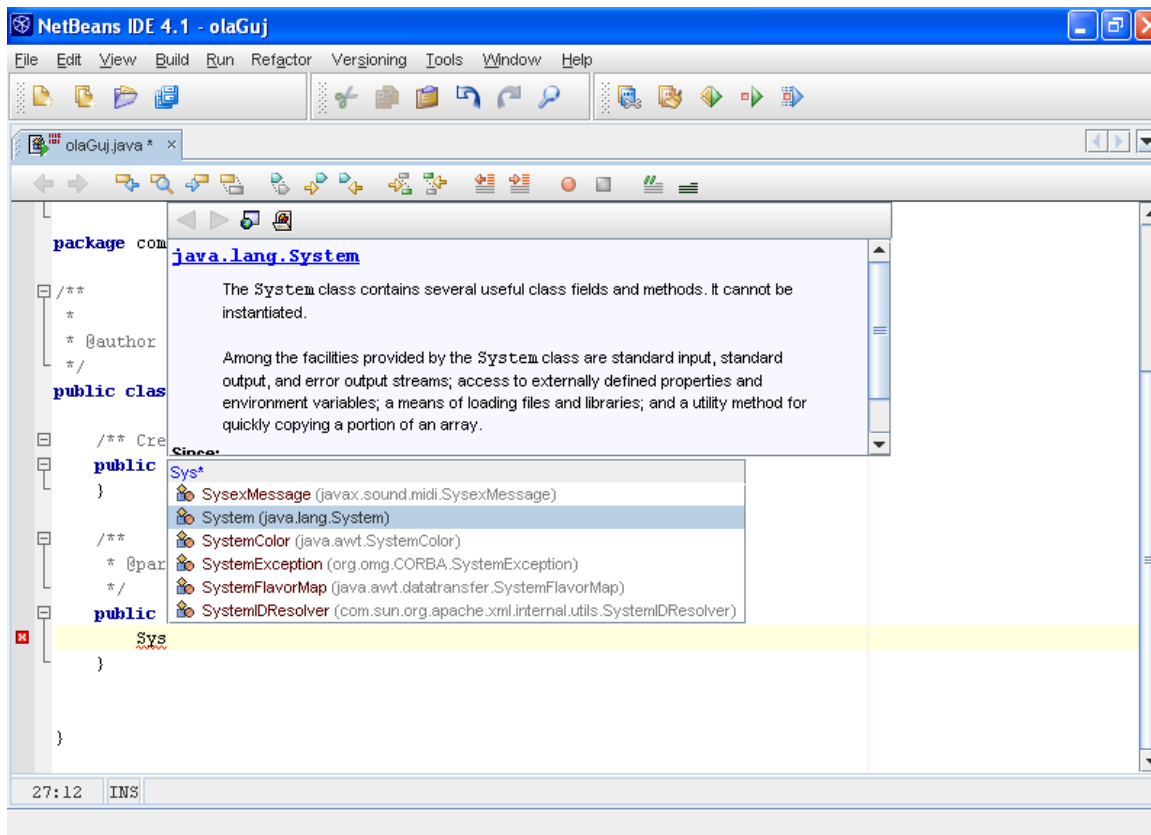 NetBeans IDE 4.1 - olaGuj
File Edit View Build Run Refactor Versioning Tools Window Help
olaGuj.java * ×
package com
java.lang.System
The System class contains several useful class fields and methods. It cannot be
instantiated.
Among the facilities provided by the System class are standard input, standard
output, and error output streams; access to externally defined properties and
environment variables; a means of loading files and libraries; and a utility method for
quickly copying a portion of an array.
Since:
/**
*
* @author
*/
public clas
/** Cre
public
}
Sys*
SysexMessage (javax.sound.midi.SysexMessage)
System (java.lang.System)
SystemColor (java.awt.SystemColor)
SystemException (org.omg.CORBA.SystemException)
SystemFlavorMap (java.awt.datatransfer.SystemFlavorMap)
SystemIDResolver (com.sun.org.apache.xml.internal.utils.SystemIDResolver)
/**
* @par
*/
public
Sys
}
}
27:12 INS